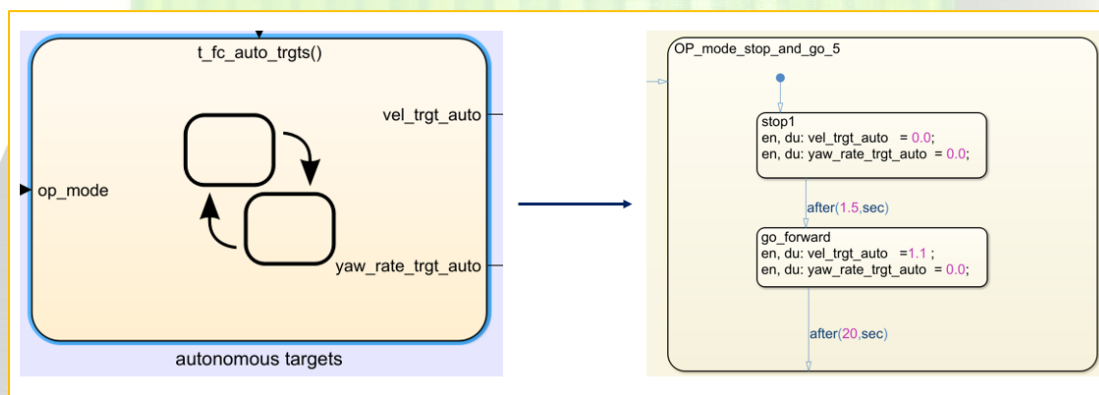 t_fc_auto_trgts()
vel_trgt_auto
op_mode
yaw_rate_trgt_auto
autonomous targets
OP_mode_stop_and_go_5
stop1
en, du: vel_trgt_auto   = 0.0;
en, du: yaw_rate_trgt_auto  = 0.0;
after(1.5,sec)
go_forward
en, du: vel_trgt_auto   =1.1 ;
en, du: yaw_rate_trgt_auto  = 0.0;
after(20,sec)